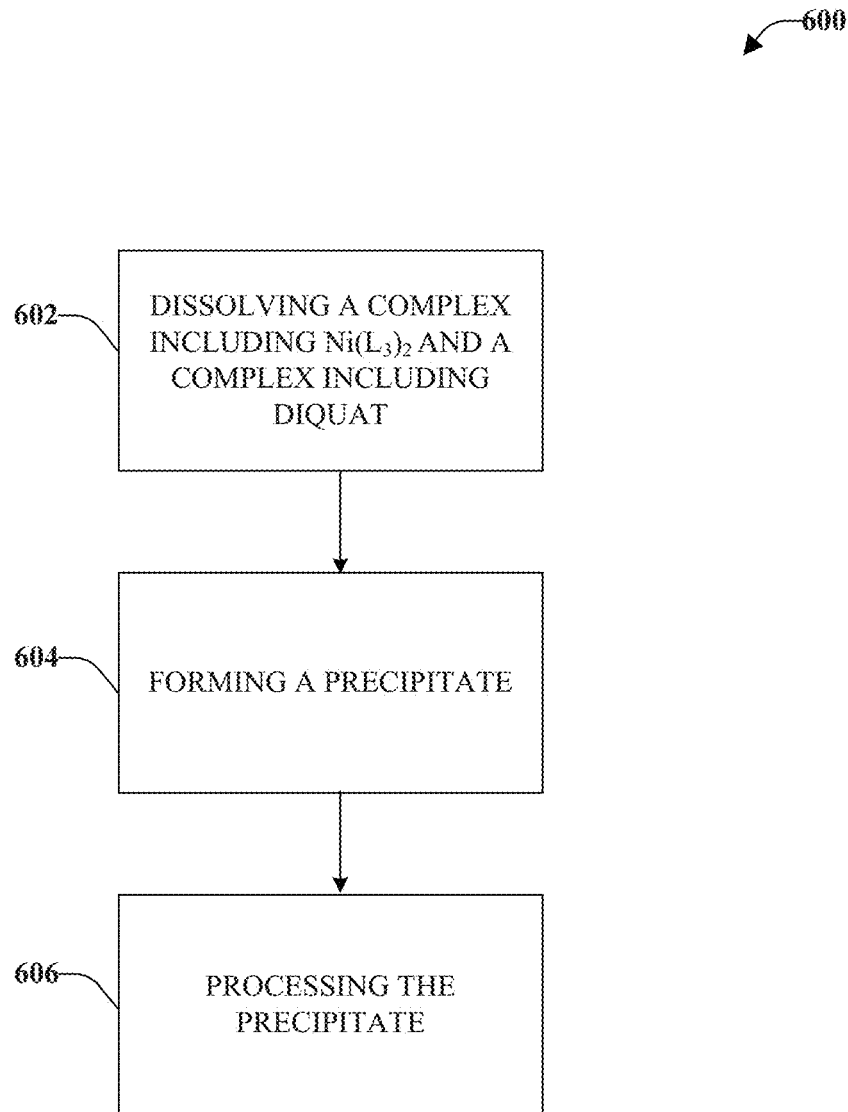 600
602
DISSOLVING A COMPLEX
INCLUDING Ni(L₃)₂ AND A
COMPLEX INCLUDING
DIQUAT
604
FORMING A PRECIPITATE
606
PROCESSING THE
PRECIPITATE